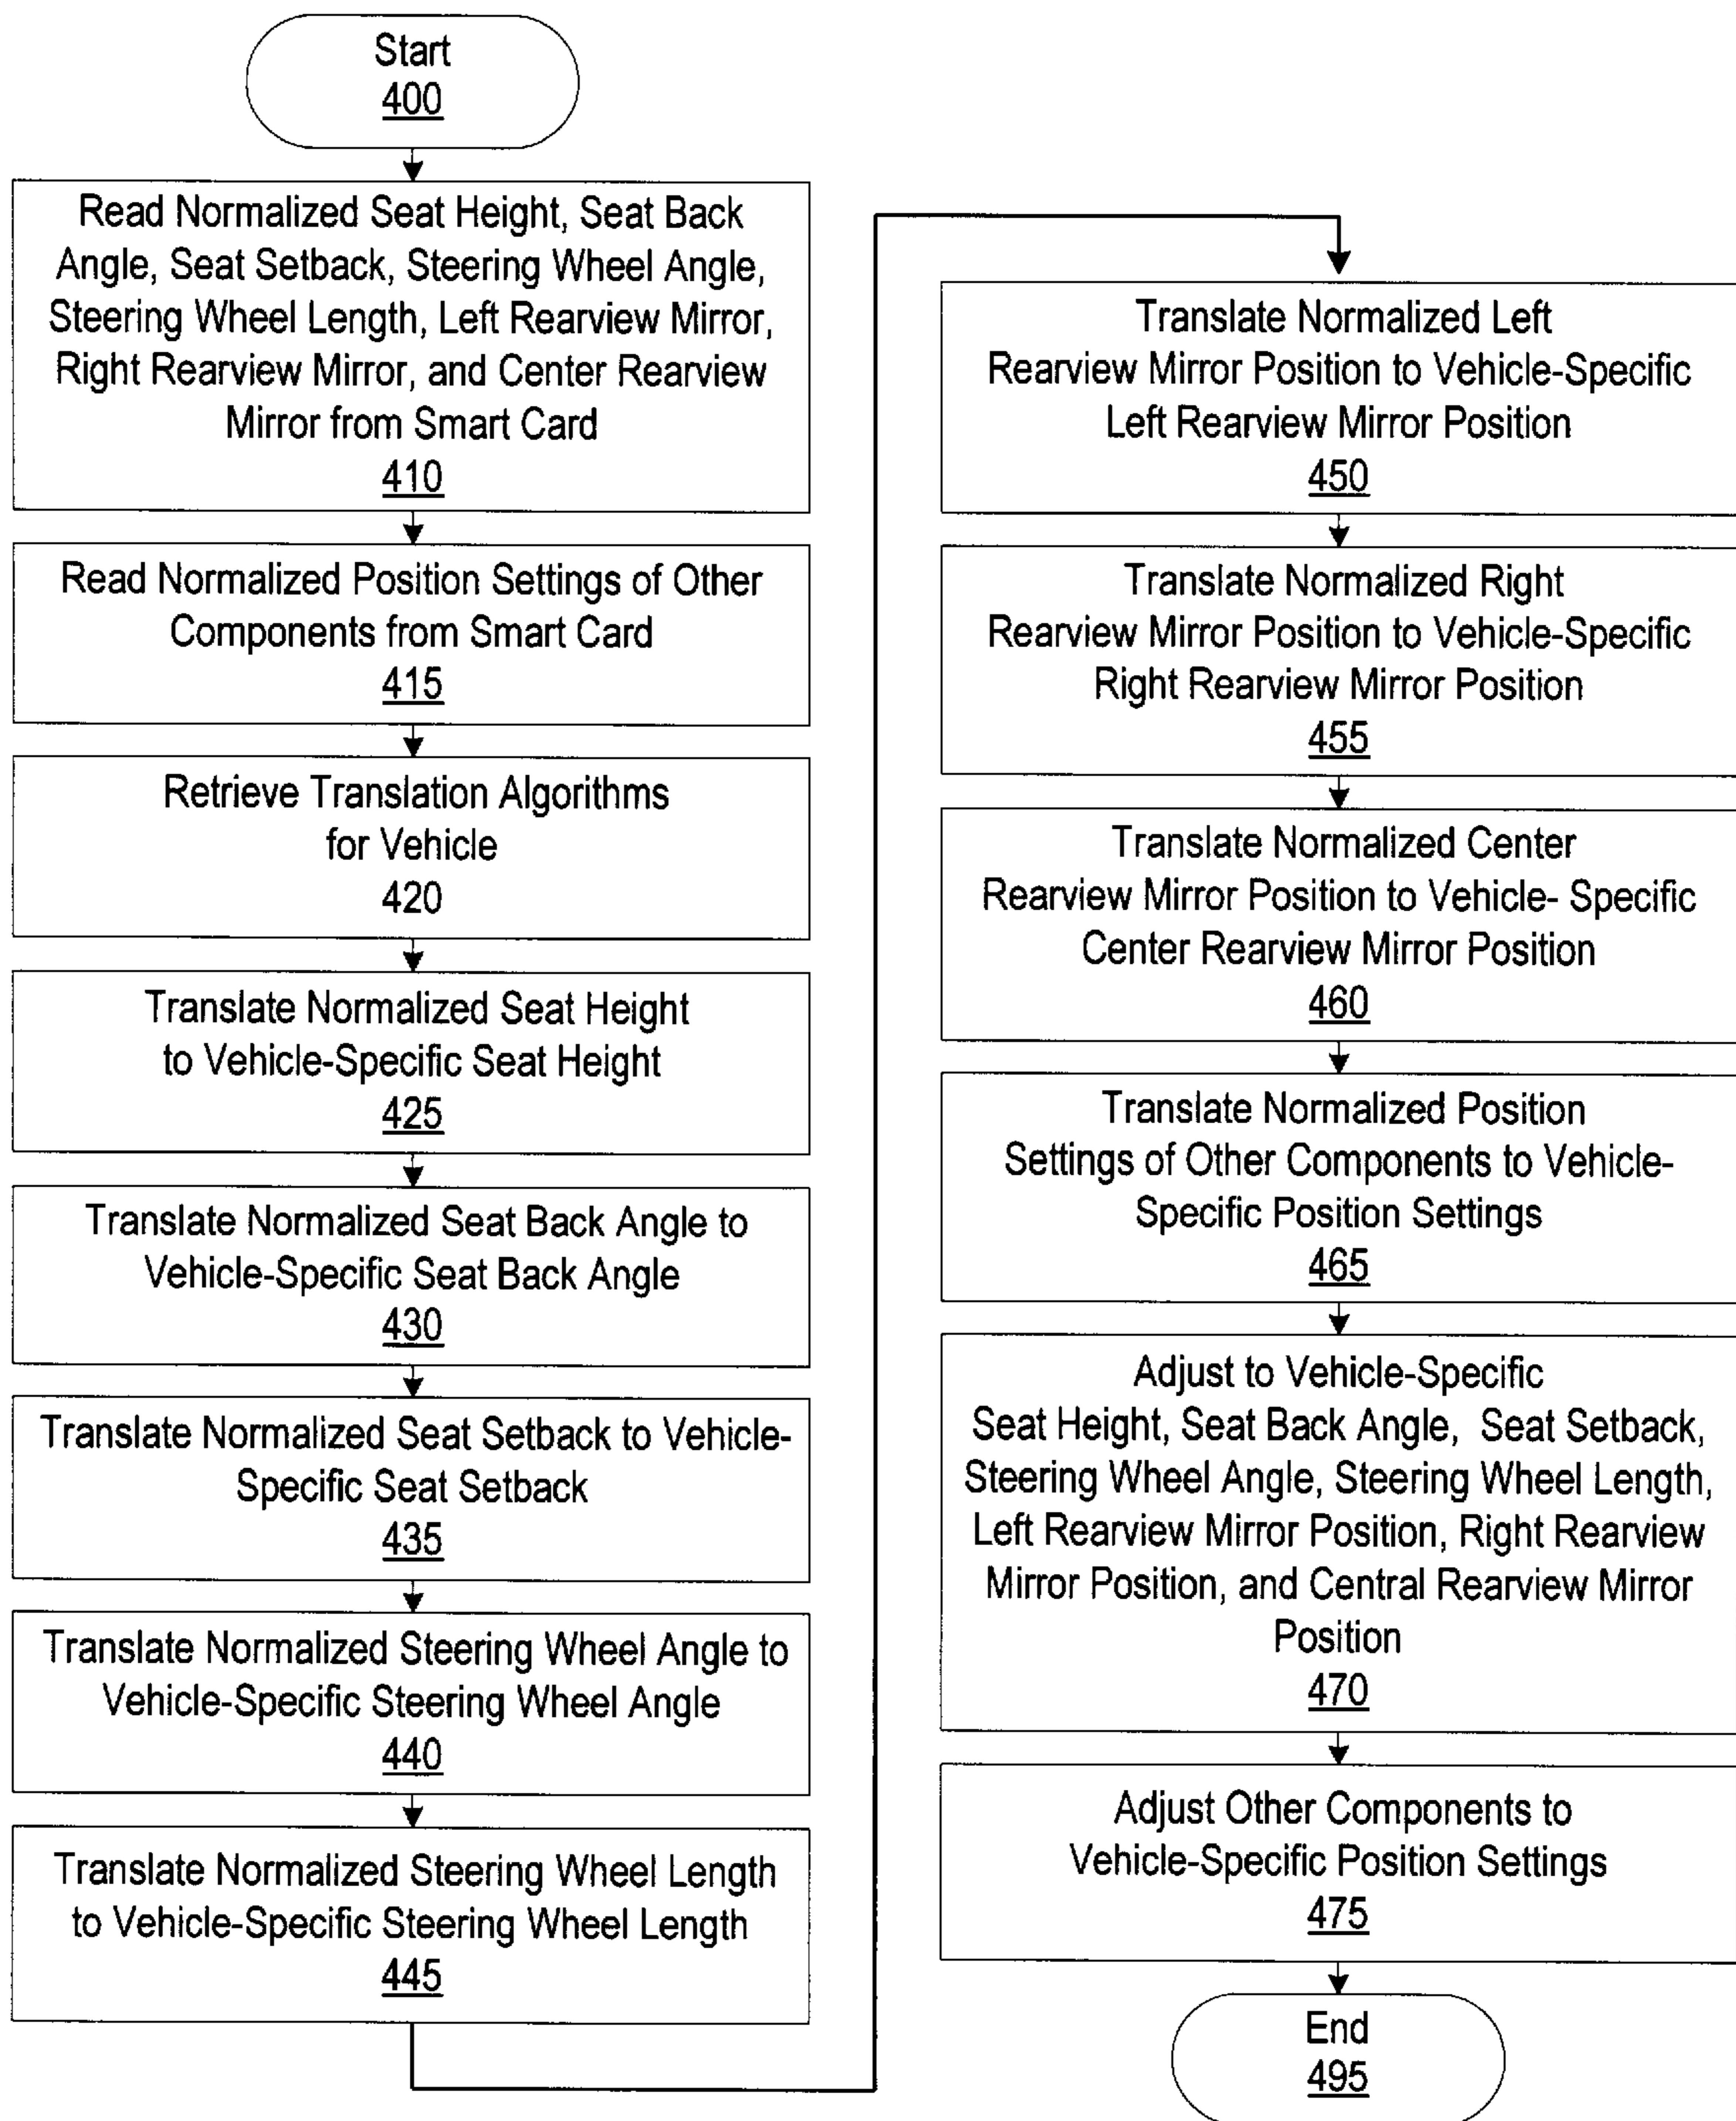 Start
400
Read Normalized Seat Height, Seat Back
Angle, Seat Setback, Steering Wheel Angle,
Steering Wheel Length, Left Rearview Mirror,
Right Rearview Mirror, and Center Rearview
Mirror from Smart Card
410
Read Normalized Position Settings of Other
Components from Smart Card
415
Retrieve Translation Algorithms
for Vehicle
420
Translate Normalized Seat Height
to Vehicle-Specific Seat Height
425
Translate Normalized Seat Back Angle to
Vehicle-Specific Seat Back Angle
430
Translate Normalized Seat Setback to Vehicle-
Specific Seat Setback
435
Translate Normalized Steering Wheel Angle to
Vehicle-Specific Steering Wheel Angle
440
Translate Normalized Steering Wheel Length
to Vehicle-Specific Steering Wheel Length
445
Translate Normalized Left
Rearview Mirror Position to Vehicle-Specific
Left Rearview Mirror Position
450
Translate Normalized Right
Rearview Mirror Position to Vehicle-Specific
Right Rearview Mirror Position
455
Translate Normalized Center
Rearview Mirror Position to Vehicle- Specific
Center Rearview Mirror Position
460
Translate Normalized Position
Settings of Other Components to Vehicle-
Specific Position Settings
465
Adjust to Vehicle-Specific
Seat Height, Seat Back Angle, Seat Setback,
Steering Wheel Angle, Steering Wheel Length,
Left Rearview Mirror Position, Right Rearview
Mirror Position, and Central Rearview Mirror
Position
470
Adjust Other Components to
Vehicle-Specific Position Settings
475
End
495